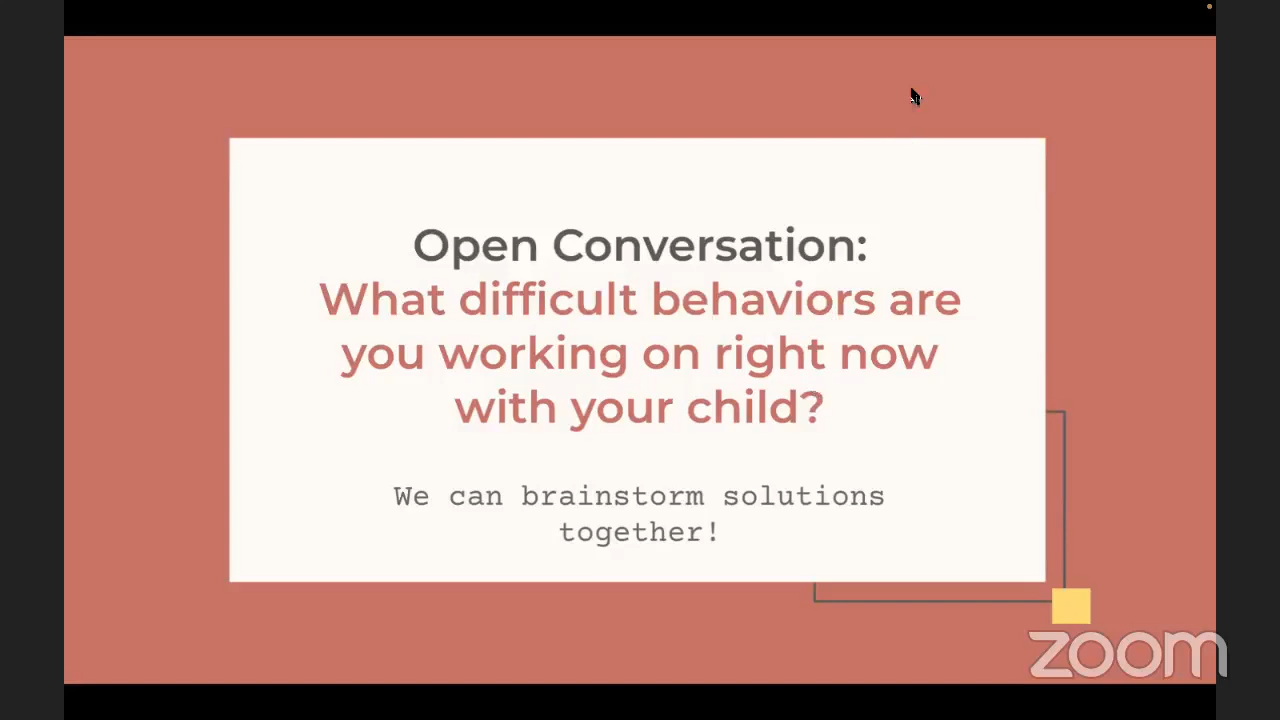 Open Conversation:
What difficult behaviors are
you working on right now
with your child?
We can brainstorm solutions
together!
zoom